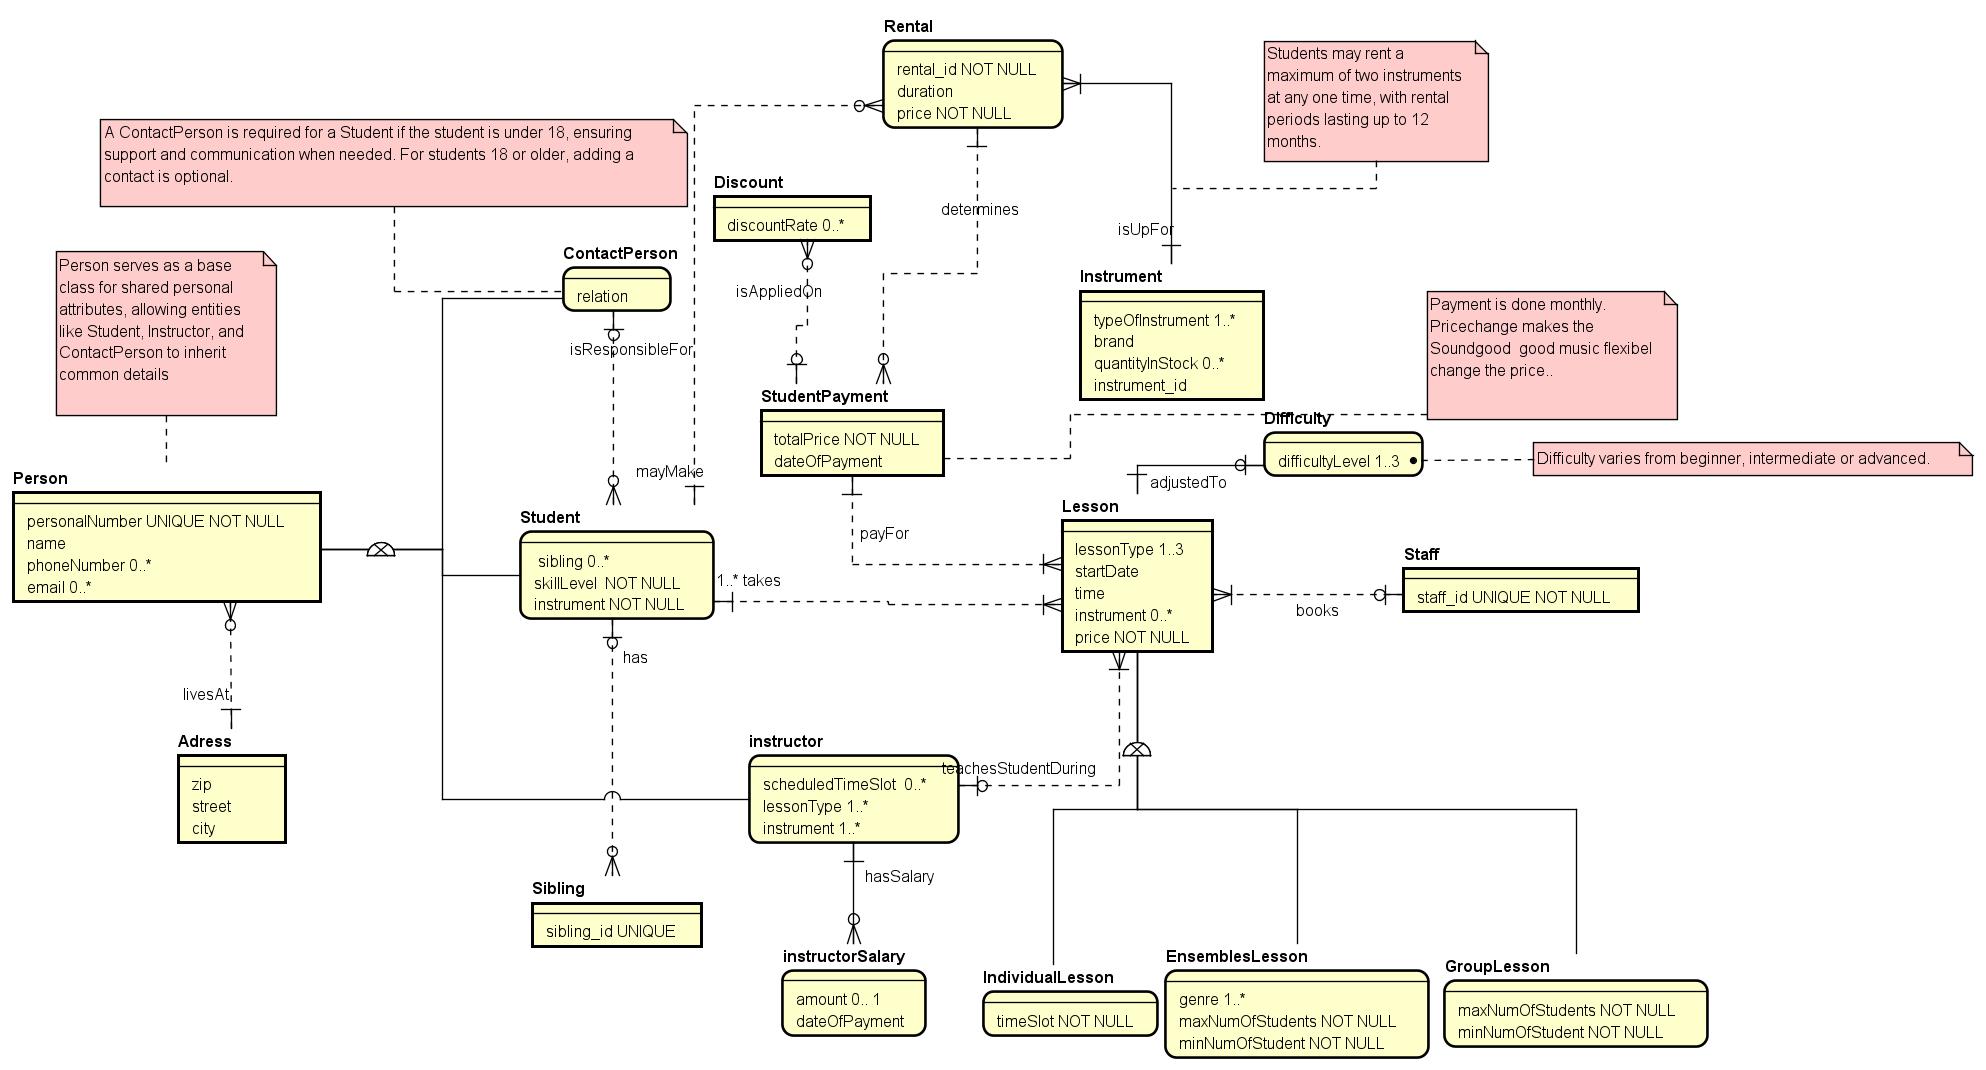 Rental
rental_id NOT NULL
duration
price NOT NULL
Students may rent a
maximum of two instruments
at any one time, with rental
periods lasting up to 12
months.
A ContactPerson is required for a Student if the student is under 18, ensuring
support and communication when needed. For students 18 or older, adding a
contact is optional.
Discount
discountRate 0..*
determines
isUpFor
ContactPerson
relation
Person serves as a base
class for shared personal
attributes, allowing entities
like Student, Instructor, and
ContactPerson to inherit
common details
isAppliedOn
Instrument
typeOfInstrument 1..*
brand
quantityInStock 0..*
instrument_id
Payment is done monthly.
Pricechange makes the
Soundgood  good music flexibel
change the price..
isResponsibleFor
StudentPayment
totalPrice NOT NULL
dateOfPayment
Difficulty
difficultyLevel 1..3
Difficulty varies from beginner, intermediate or advanced.
mayMake
adjustedTo
Person
personalNumber UNIQUE NOT NULL
name
phoneNumber 0..*
email 0..*
Student
sibling 0..*
skillLevel  NOT NULL
instrument NOT NULL
payFor
1..* takes
Lesson
lessonType 1..3
startDate
time
instrument 0..*
price NOT NULL
Staff
staff_id UNIQUE NOT NULL
books
has
livesAt
Adress
zip
street
city
instructor
scheduledTimeSlot  0..*
lessonType 1..*
instrument 1..*
teachesStudentDuring
hasSalary
Sibling
sibling_id UNIQUE
instructorSalary
amount 0..1
dateOfPayment
IndividualLesson
timeSlot NOT NULL
EnsemblesLesson
genre 1..*
maxNumOfStudents NOT NULL
minNumOfStudent NOT NULL
GroupLesson
maxNumOfStudents NOT NULL
minNumOfStudent NOT NULL